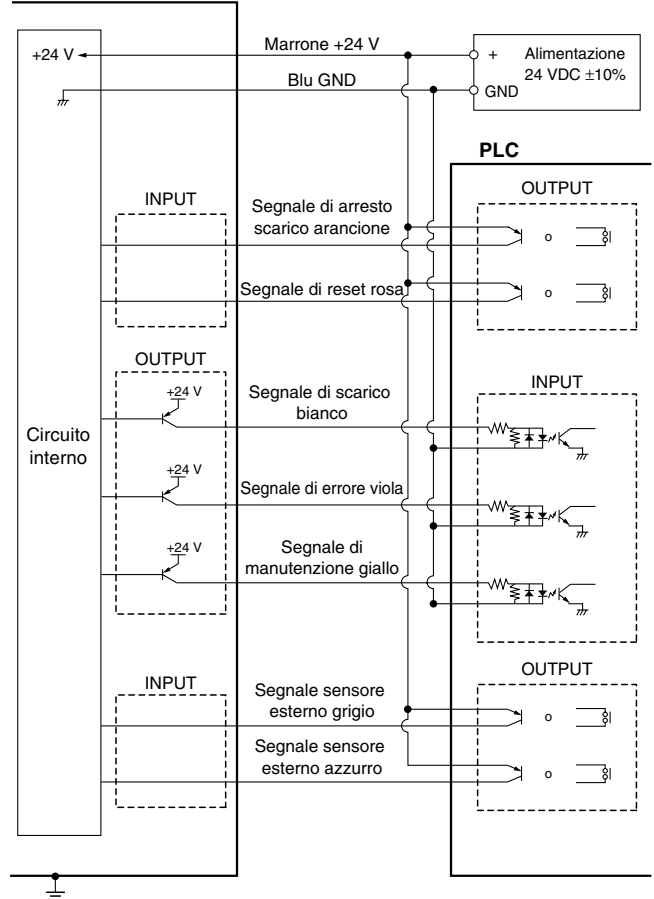 +24 V
Marrone +24 V
Blu GND
+ Alimentazione
24 VDC ±10%
GND
PLC
INPUT
Segnale di arresto
scarico arancione
OUTPUT
o
Segnale di reset rosa
o
OUTPUT
+24 V
Segnale di scarico
bianco
INPUT
Circuito
interno
+24 V
Segnale di errore viola
+24 V
Segnale di
manutenzione giallo
INPUT
Segnale sensore
esterno grigio
OUTPUT
o
Segnale sensore
esterno azzurro
o